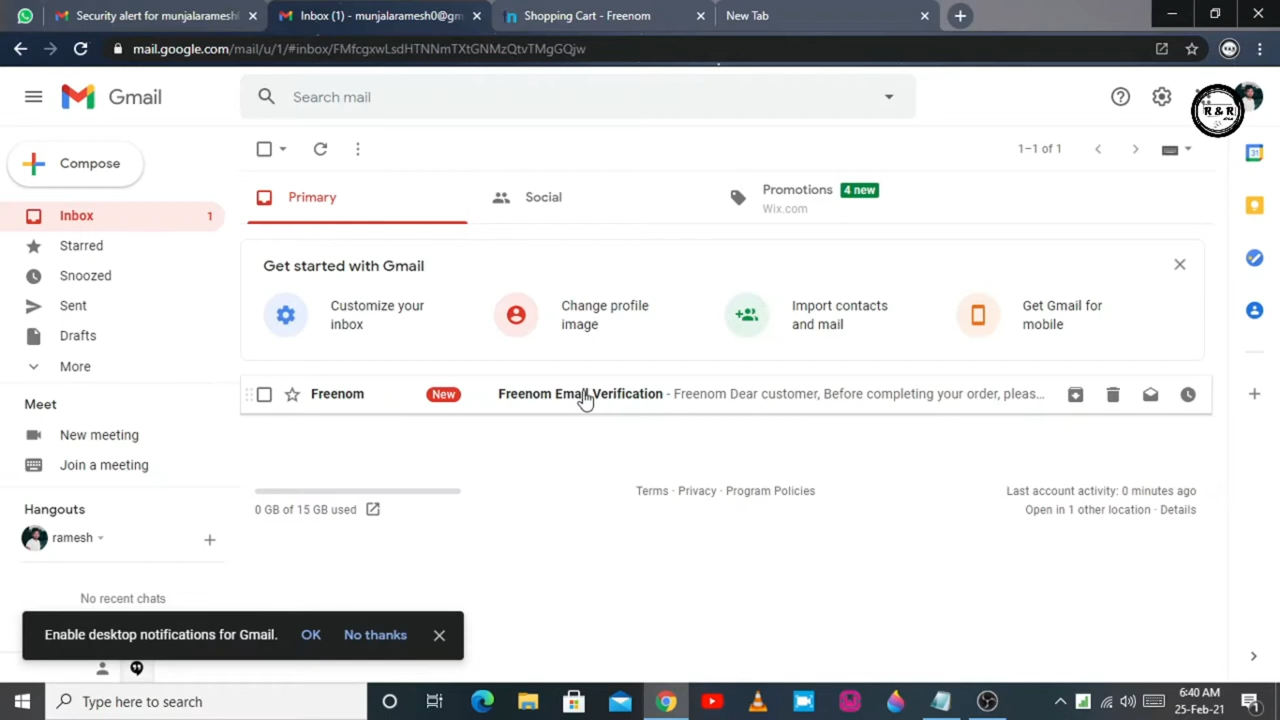 Security alert for munjalaramesh
Inbox (1) - munjalaramesh0@gm
Shopping Cart - Freenom
New Tab
mail.google.com/mail/u/1/#inbox/FMfcgxwLsdHTNNmTXtGNMzQtvTMgGQjw
Gmail
Search mail
R & R
Compose
1–1 of 1
31
Inbox 1
Primary
Social
Promotions 4 new
Wix.com
Starred
Snoozed
Sent
Drafts
More
Get started with Gmail
Customize your
inbox
Change profile
image
Import contacts
and mail
Get Gmail for
mobile
Freenom New Freenom Email Verification - Freenom Dear customer, Before completing your order, pleas...
Meet
New meeting
Join a meeting
Terms · Privacy · Program Policies
0 GB of 15 GB used
Last account activity: 0 minutes ago
Open in 1 other location · Details
Hangouts
ramesh
No recent chats
Enable desktop notifications for Gmail. OK No thanks
Type here to search
6:40 AM
25-Feb-21
1